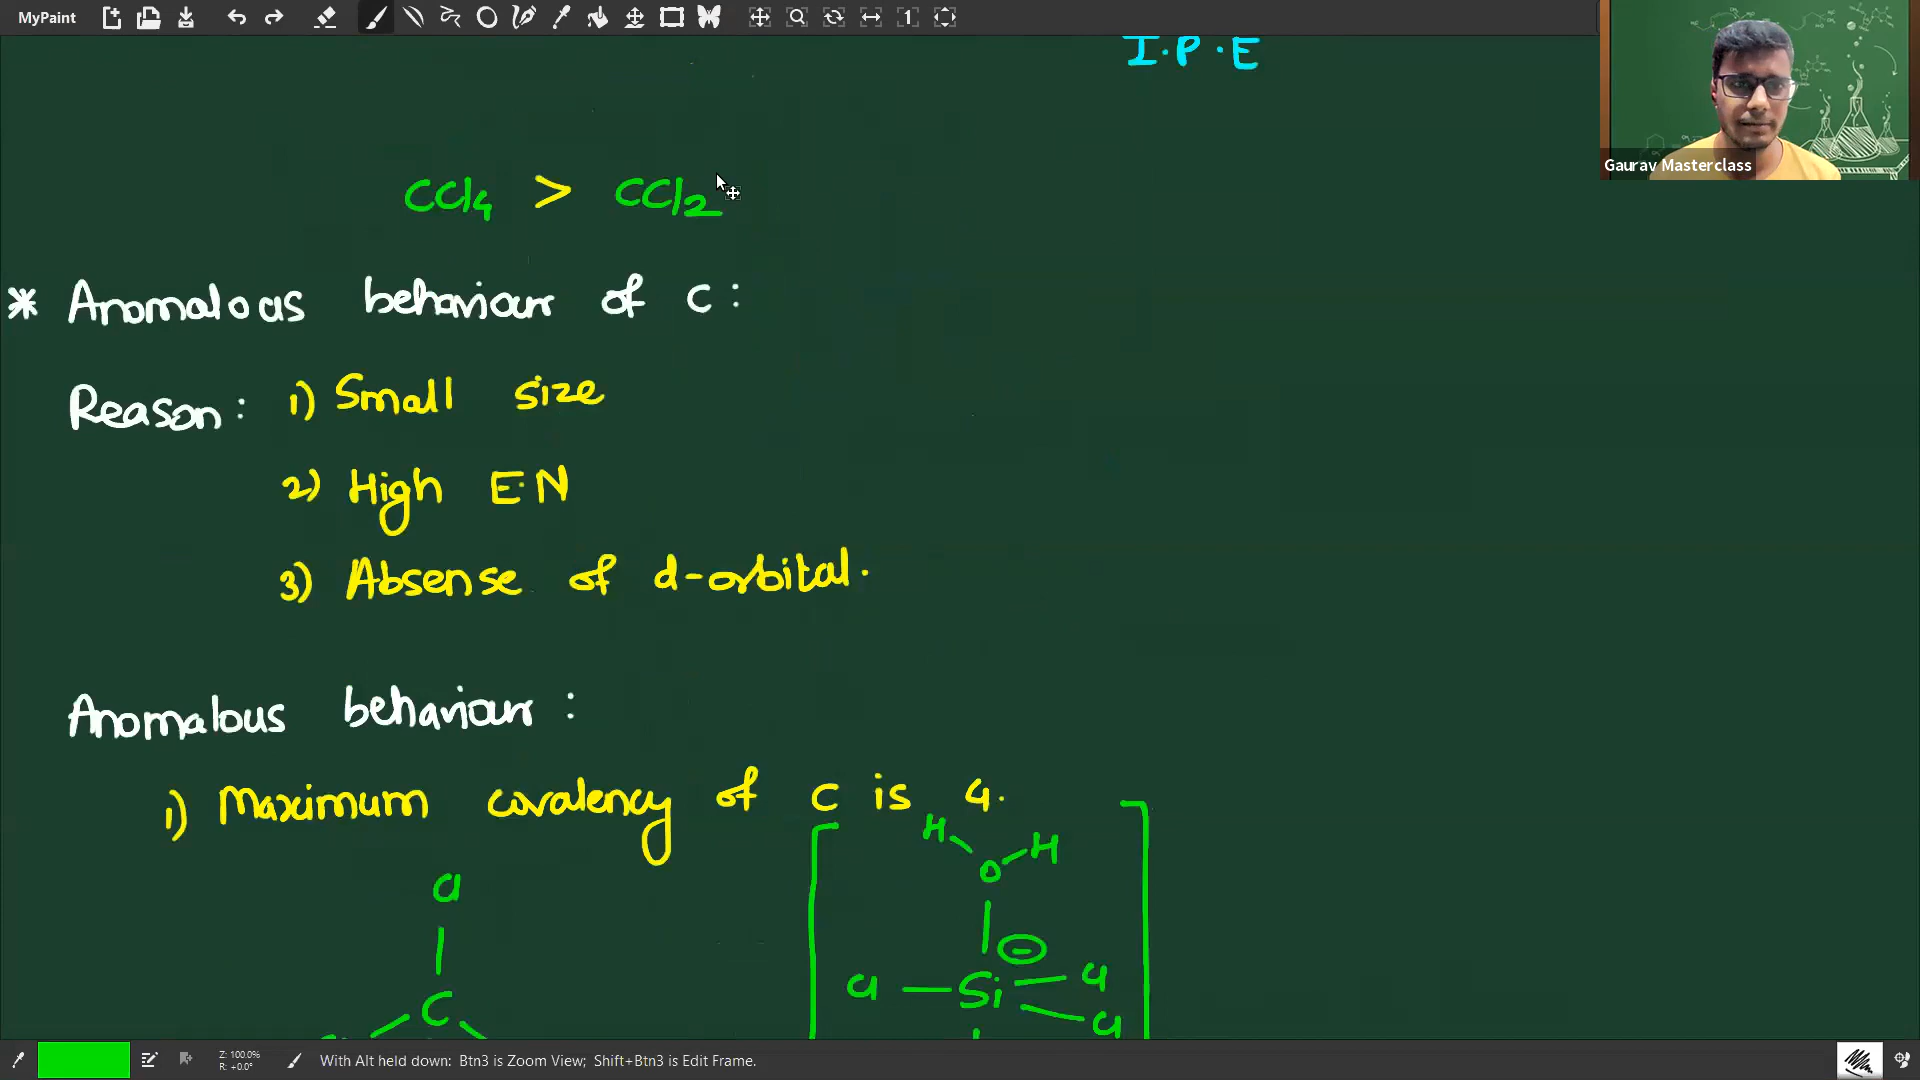 MyPaint
I.P.E
Gaurav Masterclass
CCl4 > CCl2
* Anomalous behaviour of C:
Reason: 1) Small size
2) High E.N
3) Absense of d-orbital.
Anomalous behaviour :
1) Maximum covalency of C is 4.
H H
O
Cl
Cl Si Cl
Cl
C
Z: 100.0%
R: +0.0°
With Alt held down: Btn3 is Zoom View; Shift+Btn3 is Edit Frame.